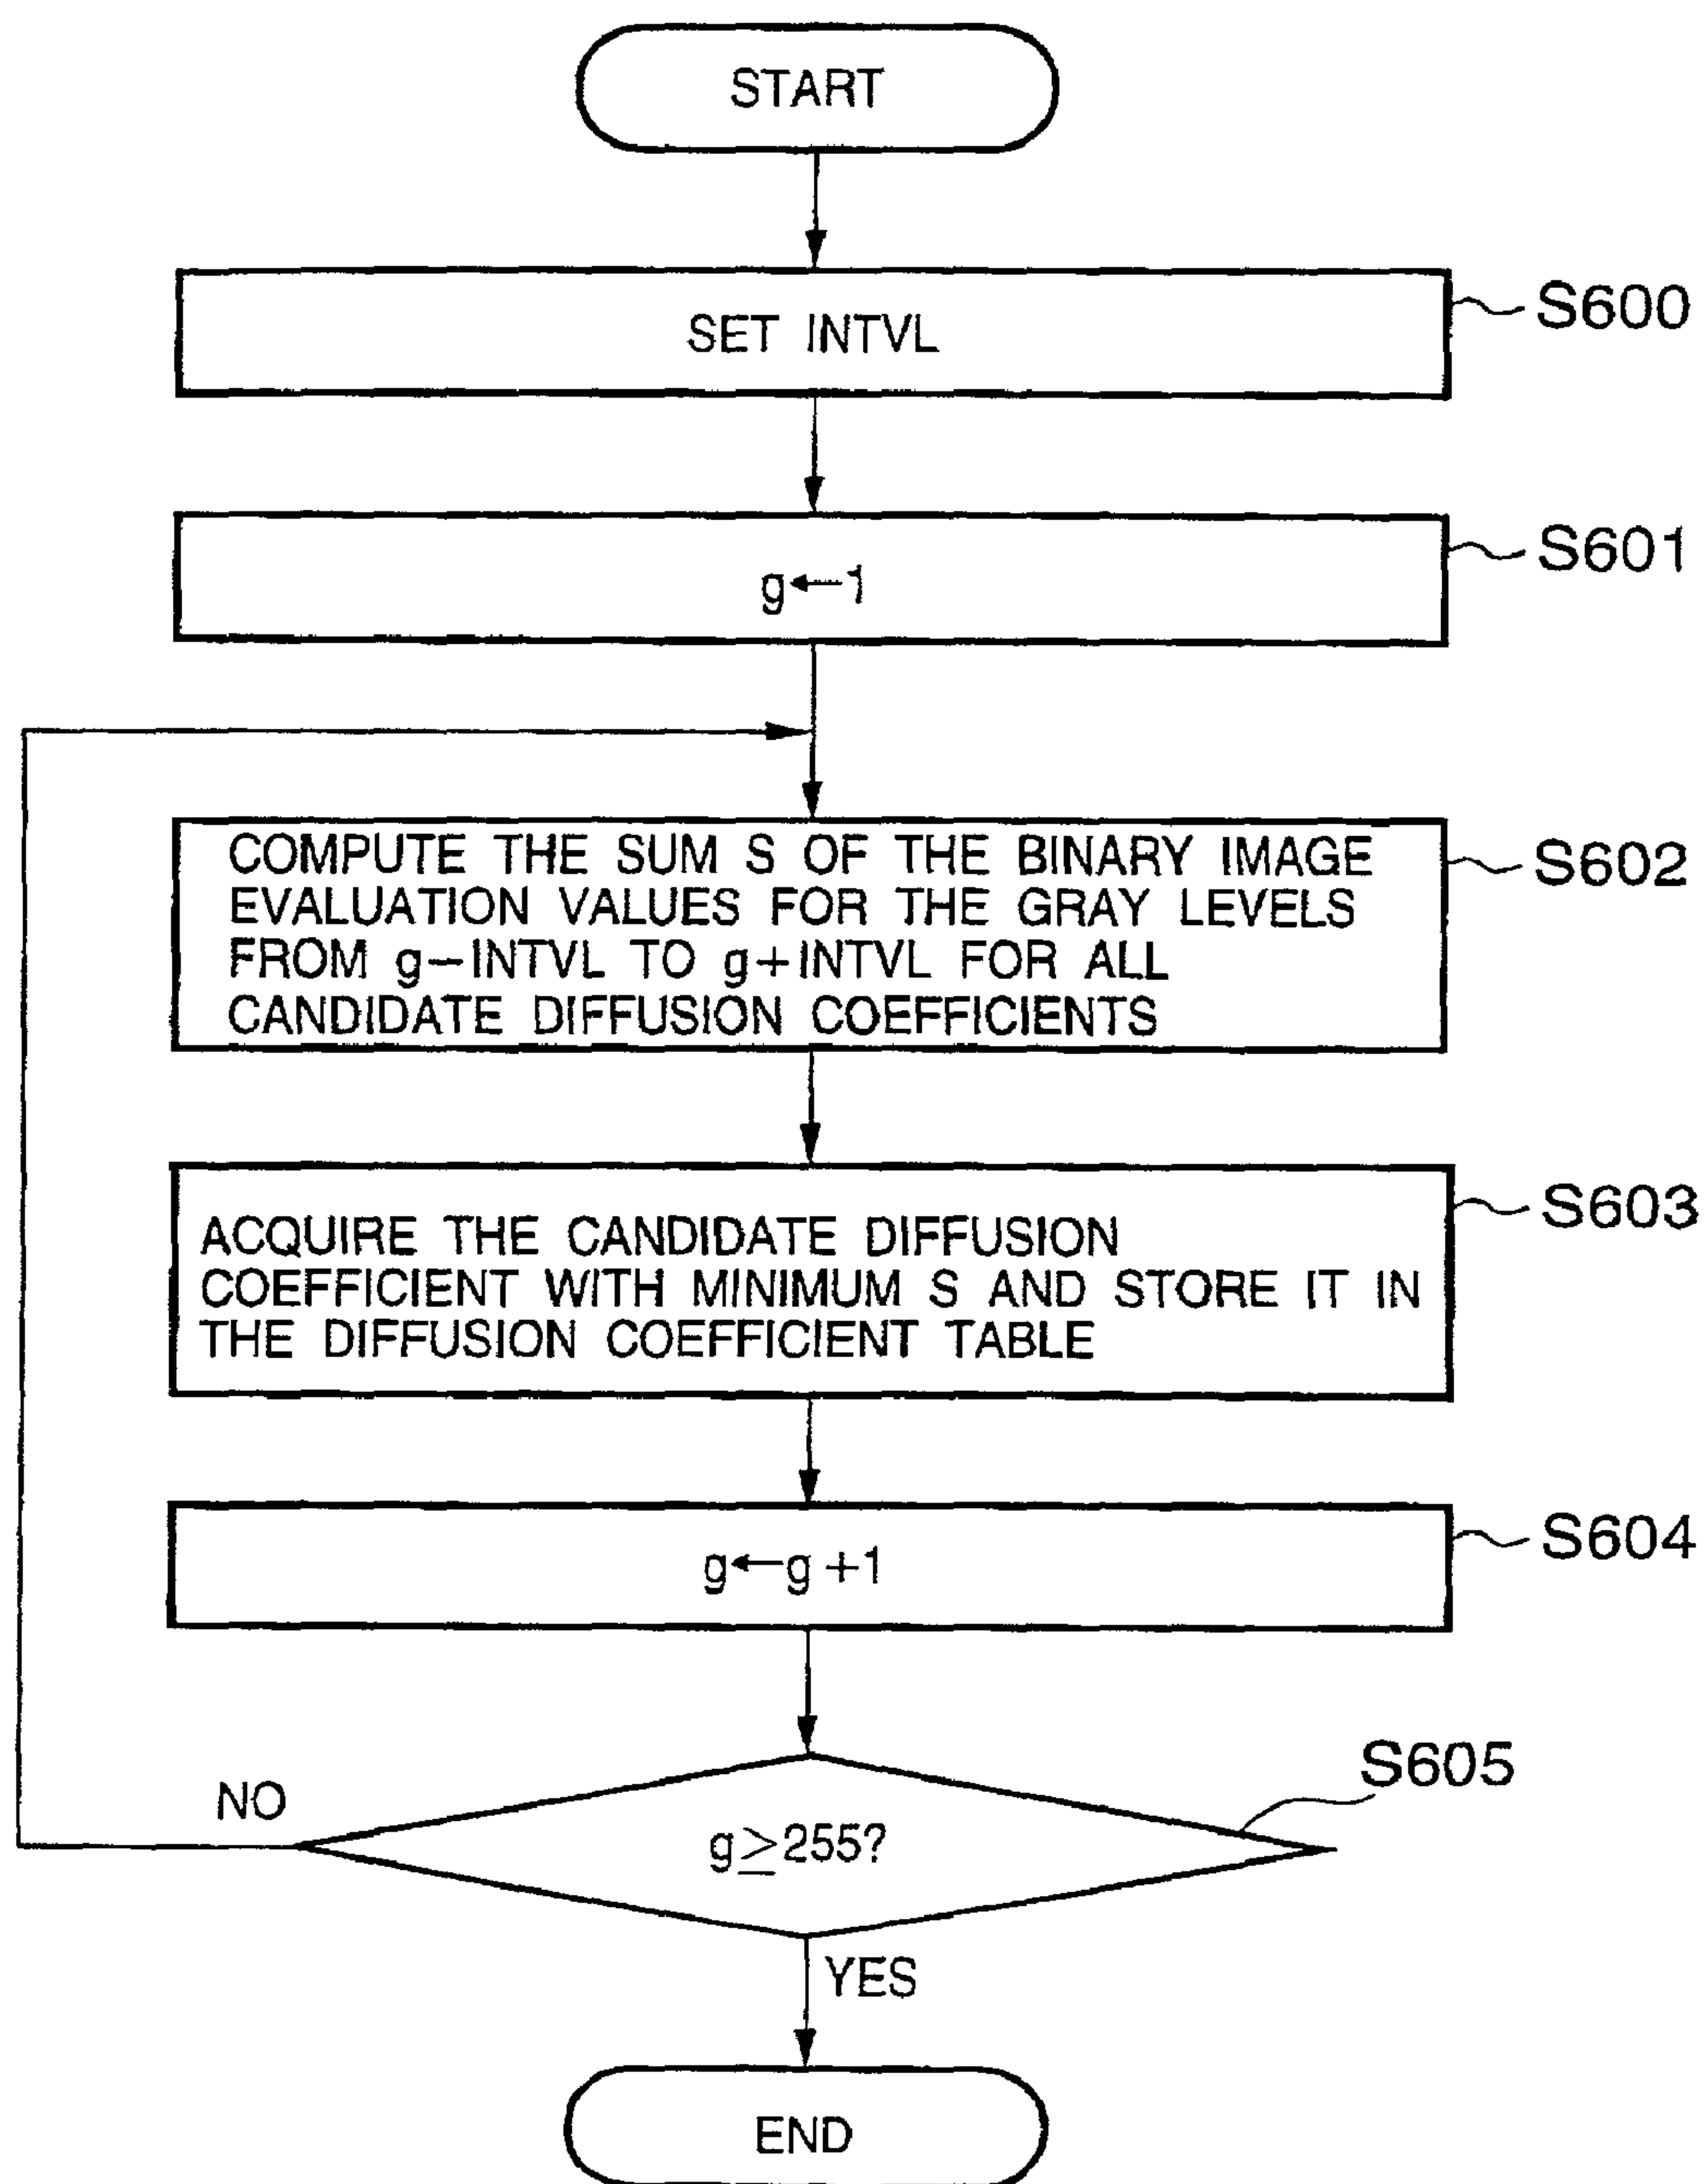 START
SET INTVL
S600
g←1
S601
COMPUTE THE SUM S OF THE BINARY IMAGE
EVALUATION VALUES FOR THE GRAY LEVELS
FROM g−INTVL TO g+INTVL FOR ALL
CANDIDATE DIFFUSION COEFFICIENTS
S602
ACQUIRE THE CANDIDATE DIFFUSION
COEFFICIENT WITH MINIMUM S AND STORE IT IN
THE DIFFUSION COEFFICIENT TABLE
S603
g←g+1
S604
S605
NO
g≥255?
YES
END